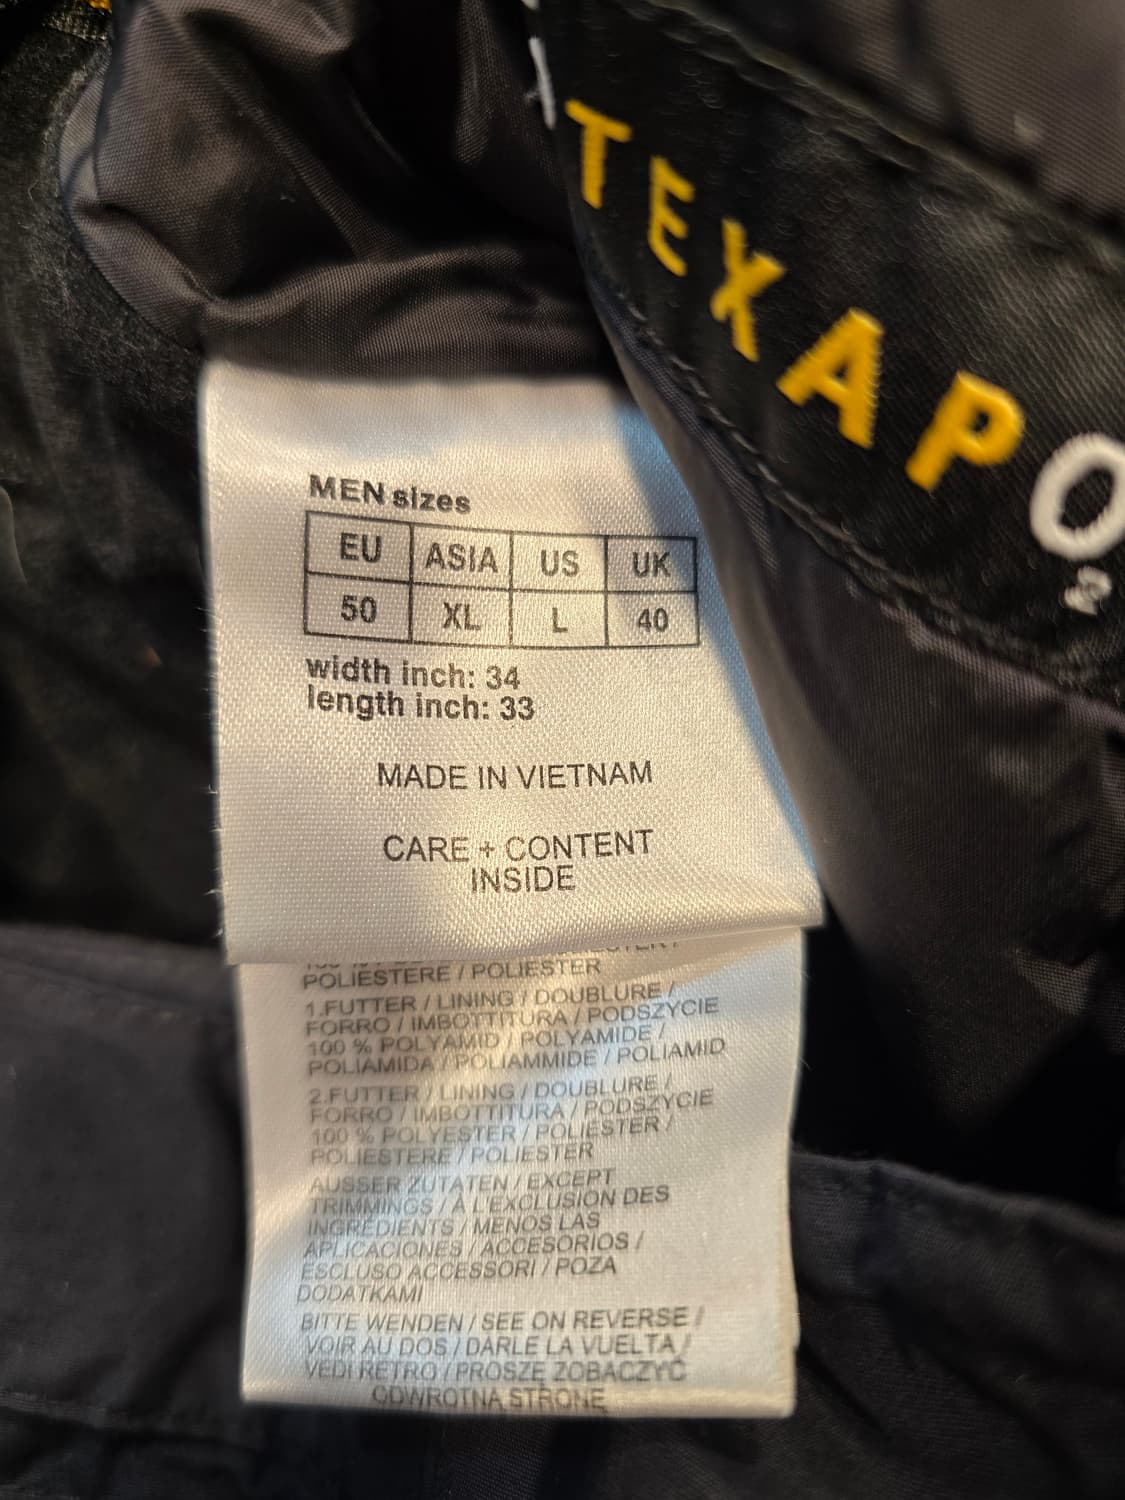 TEXAPO
MEN sizes
EU ASIA US UK
50 XL L 40
width inch: 34
length inch: 33
MADE IN VIETNAM
CARE + CONTENT
INSIDE
POLIESTERE / POLIESTER
1.FUTTER / LINING / DOUBLURE /
FORRO / IMBOTTITURA / PODSZYCIE
100 % POLYAMID / POLYAMIDE /
POLIAMIDA / POLIAMMIDE / POLIAMID
2.FUTTER / LINING / DOUBLURE /
FORRO / IMBOTTITURA / PODSZYCIE
100 % POLYESTER / POLIÉSTER /
POLIESTERE / POLIESTER
AUSSER ZUTATEN / EXCEPT
TRIMMINGS / À L'EXCLUSION DES
INGRÉDIENTS / MENOS LAS
APLICACIONES / ACCESORIOS /
ESCLUSO ACCESSORI / POZA
DODATKAMI
BITTE WENDEN / SEE ON REVERSE /
VOIR AU DOS / DARLE LA VUELTA /
VEDI RETRO / PROSZĘ ZOBACZYĆ
ODWROTNĄ STRONĘ